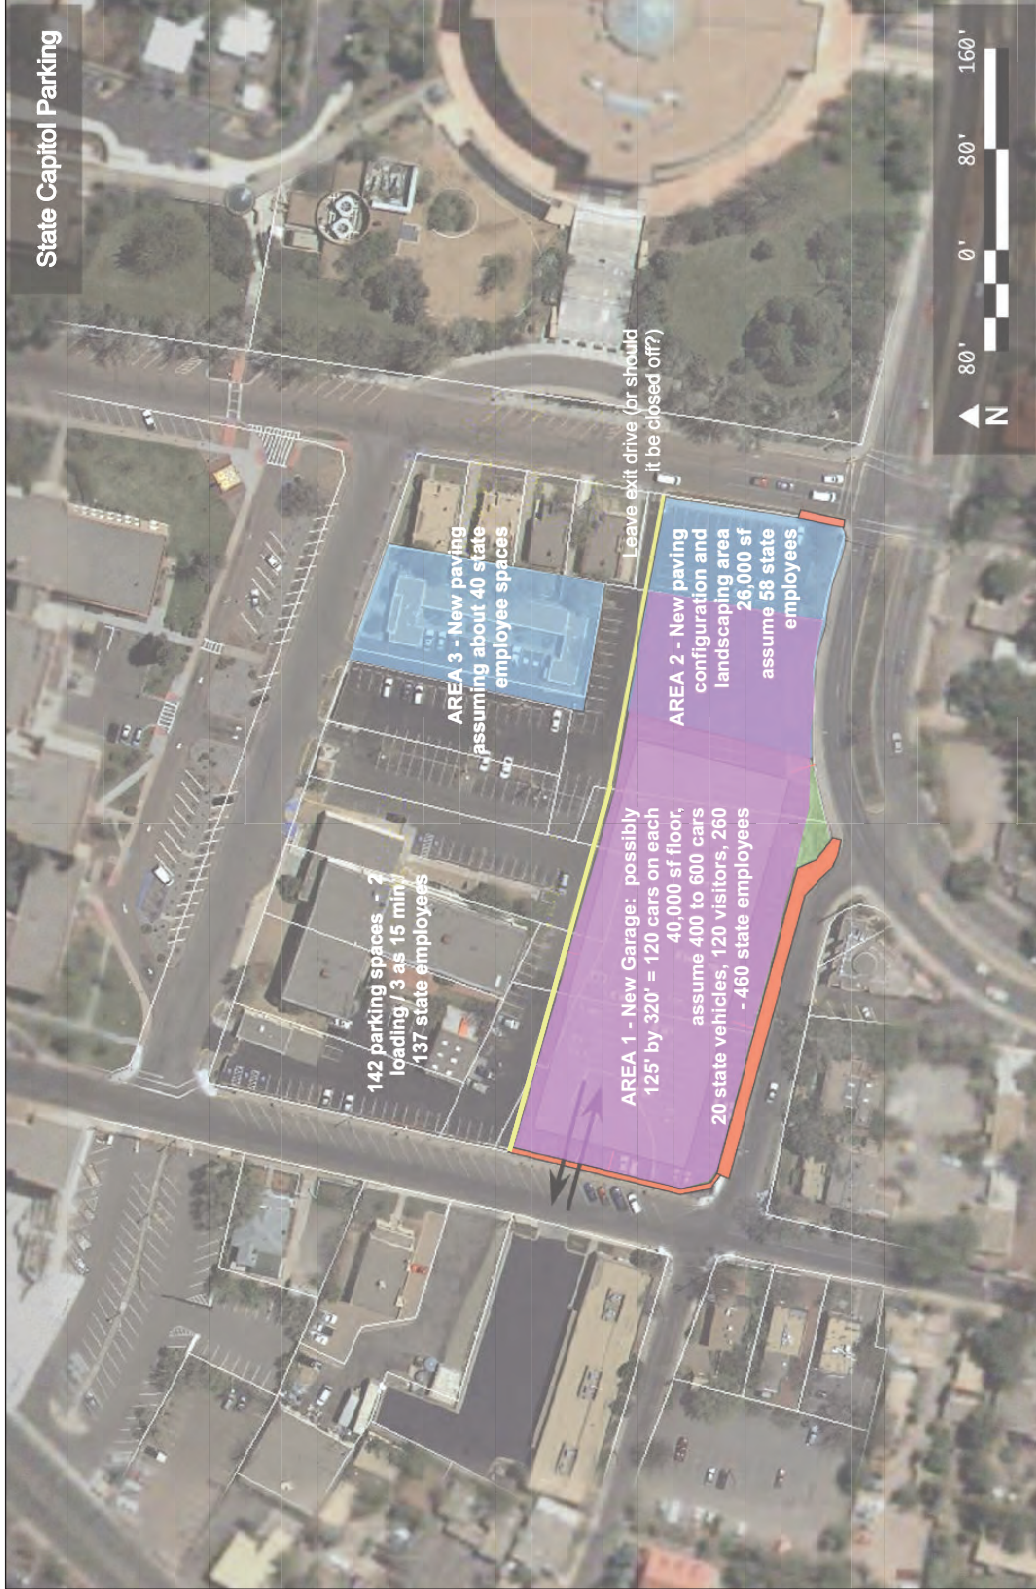 State Capitol Parking
142 parking spaces - 2
loading / 3 as 15 min /
137 state employees
AREA 3 - New paving
assuming about 40 state
employee spaces
Leave exit drive (or should
it be closed off?)
AREA 1 - New Garage: possibly
125' by 320' = 120 cars on each
40,000 sf floor,
assume 400 to 600 cars
20 state vehicles, 120 visitors, 260
- 460 state employees
AREA 2 - New paving
configuration and
landscaping area
26,000 sf
assume 58 state
employees
N
80' 0' 80' 160'